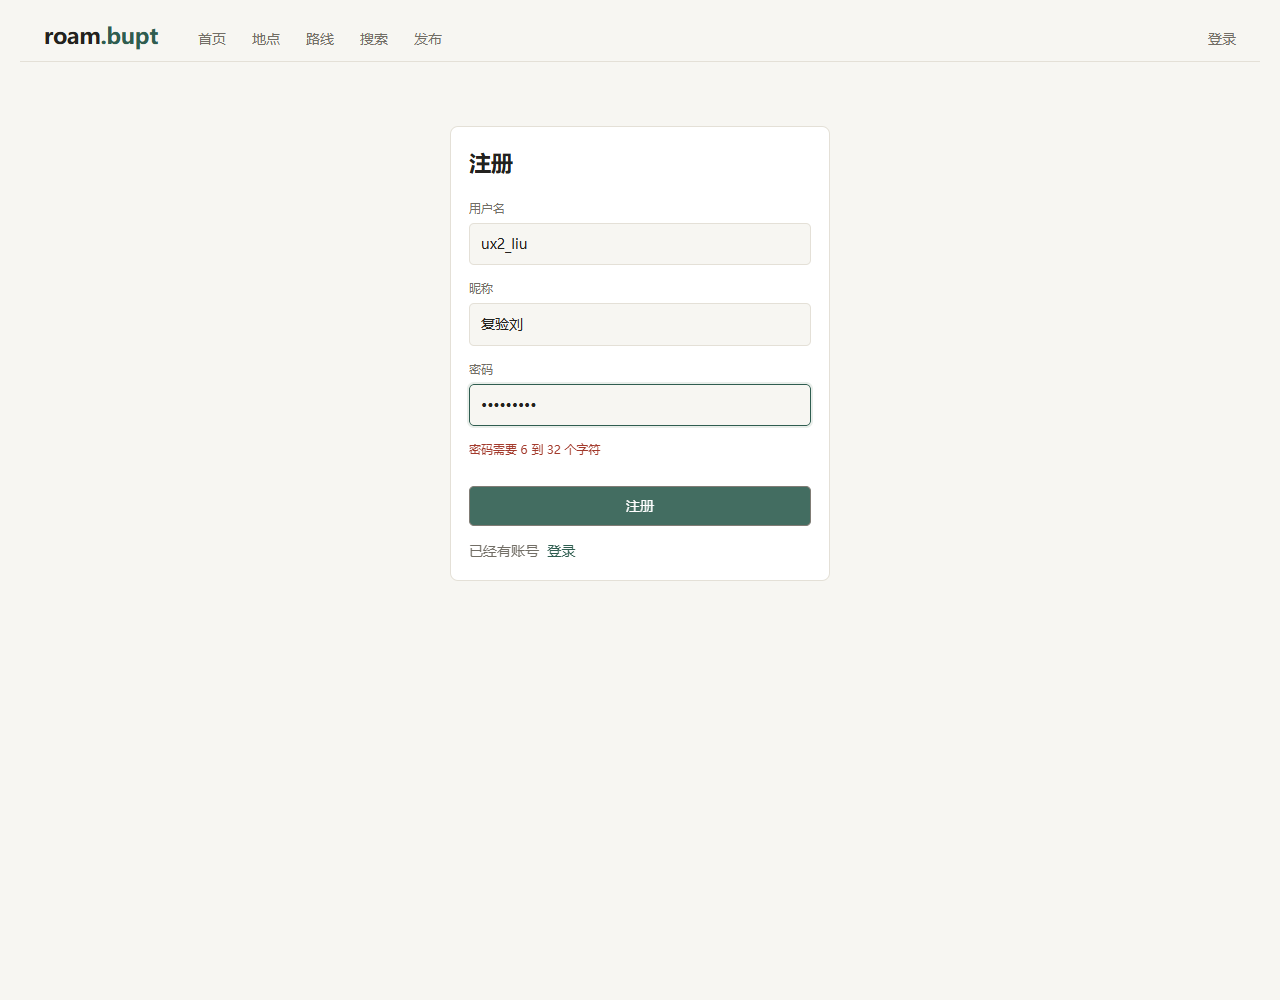 roam.bupt 首页 地点 路线 搜索 发布 登录
注册
用户名
ux2_liu
昵称
复验刘
密码
•••••••••
密码需要 6 到 32 个字符
注册
已经有账号 登录